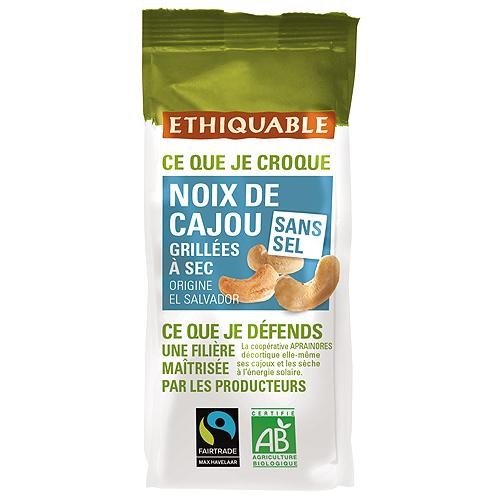 ETHIQUABLE
CE QUE JE CROQUE
NOIX DE
CAJOU
SANS
SEL
GRILLÉES
À SEC
ORIGINE
EL SALVADOR
CE QUE JE DÉFENDS
UNE FILIÈRE
MAÎTRISÉE
La coopérative APRAINORES
décortique elle-même
ses cajoux et les sèche
à l'énergie solaire.
PAR LES PRODUCTEURS
FAIRTRADE
MAX HAVELAAR
CERTIFIÉ
AB
AGRICULTURE
BIOLOGIQUE